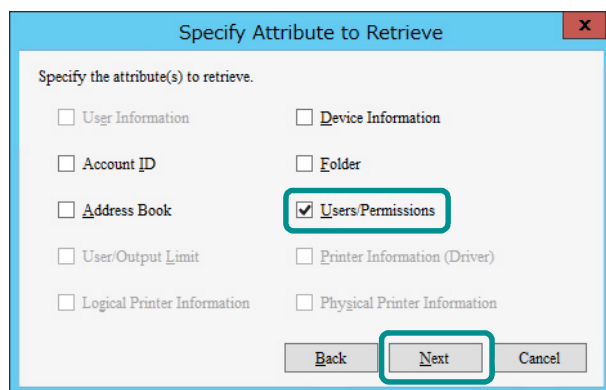 Specify Attribute to Retrieve
x
Specify the attribute(s) to retrieve.
User Information
Device Information
Account ID
Folder
Address Book
Users/Permissions
User/Output Limit
Printer Information (Driver)
Logical Printer Information
Physical Printer Information
Back
Next
Cancel